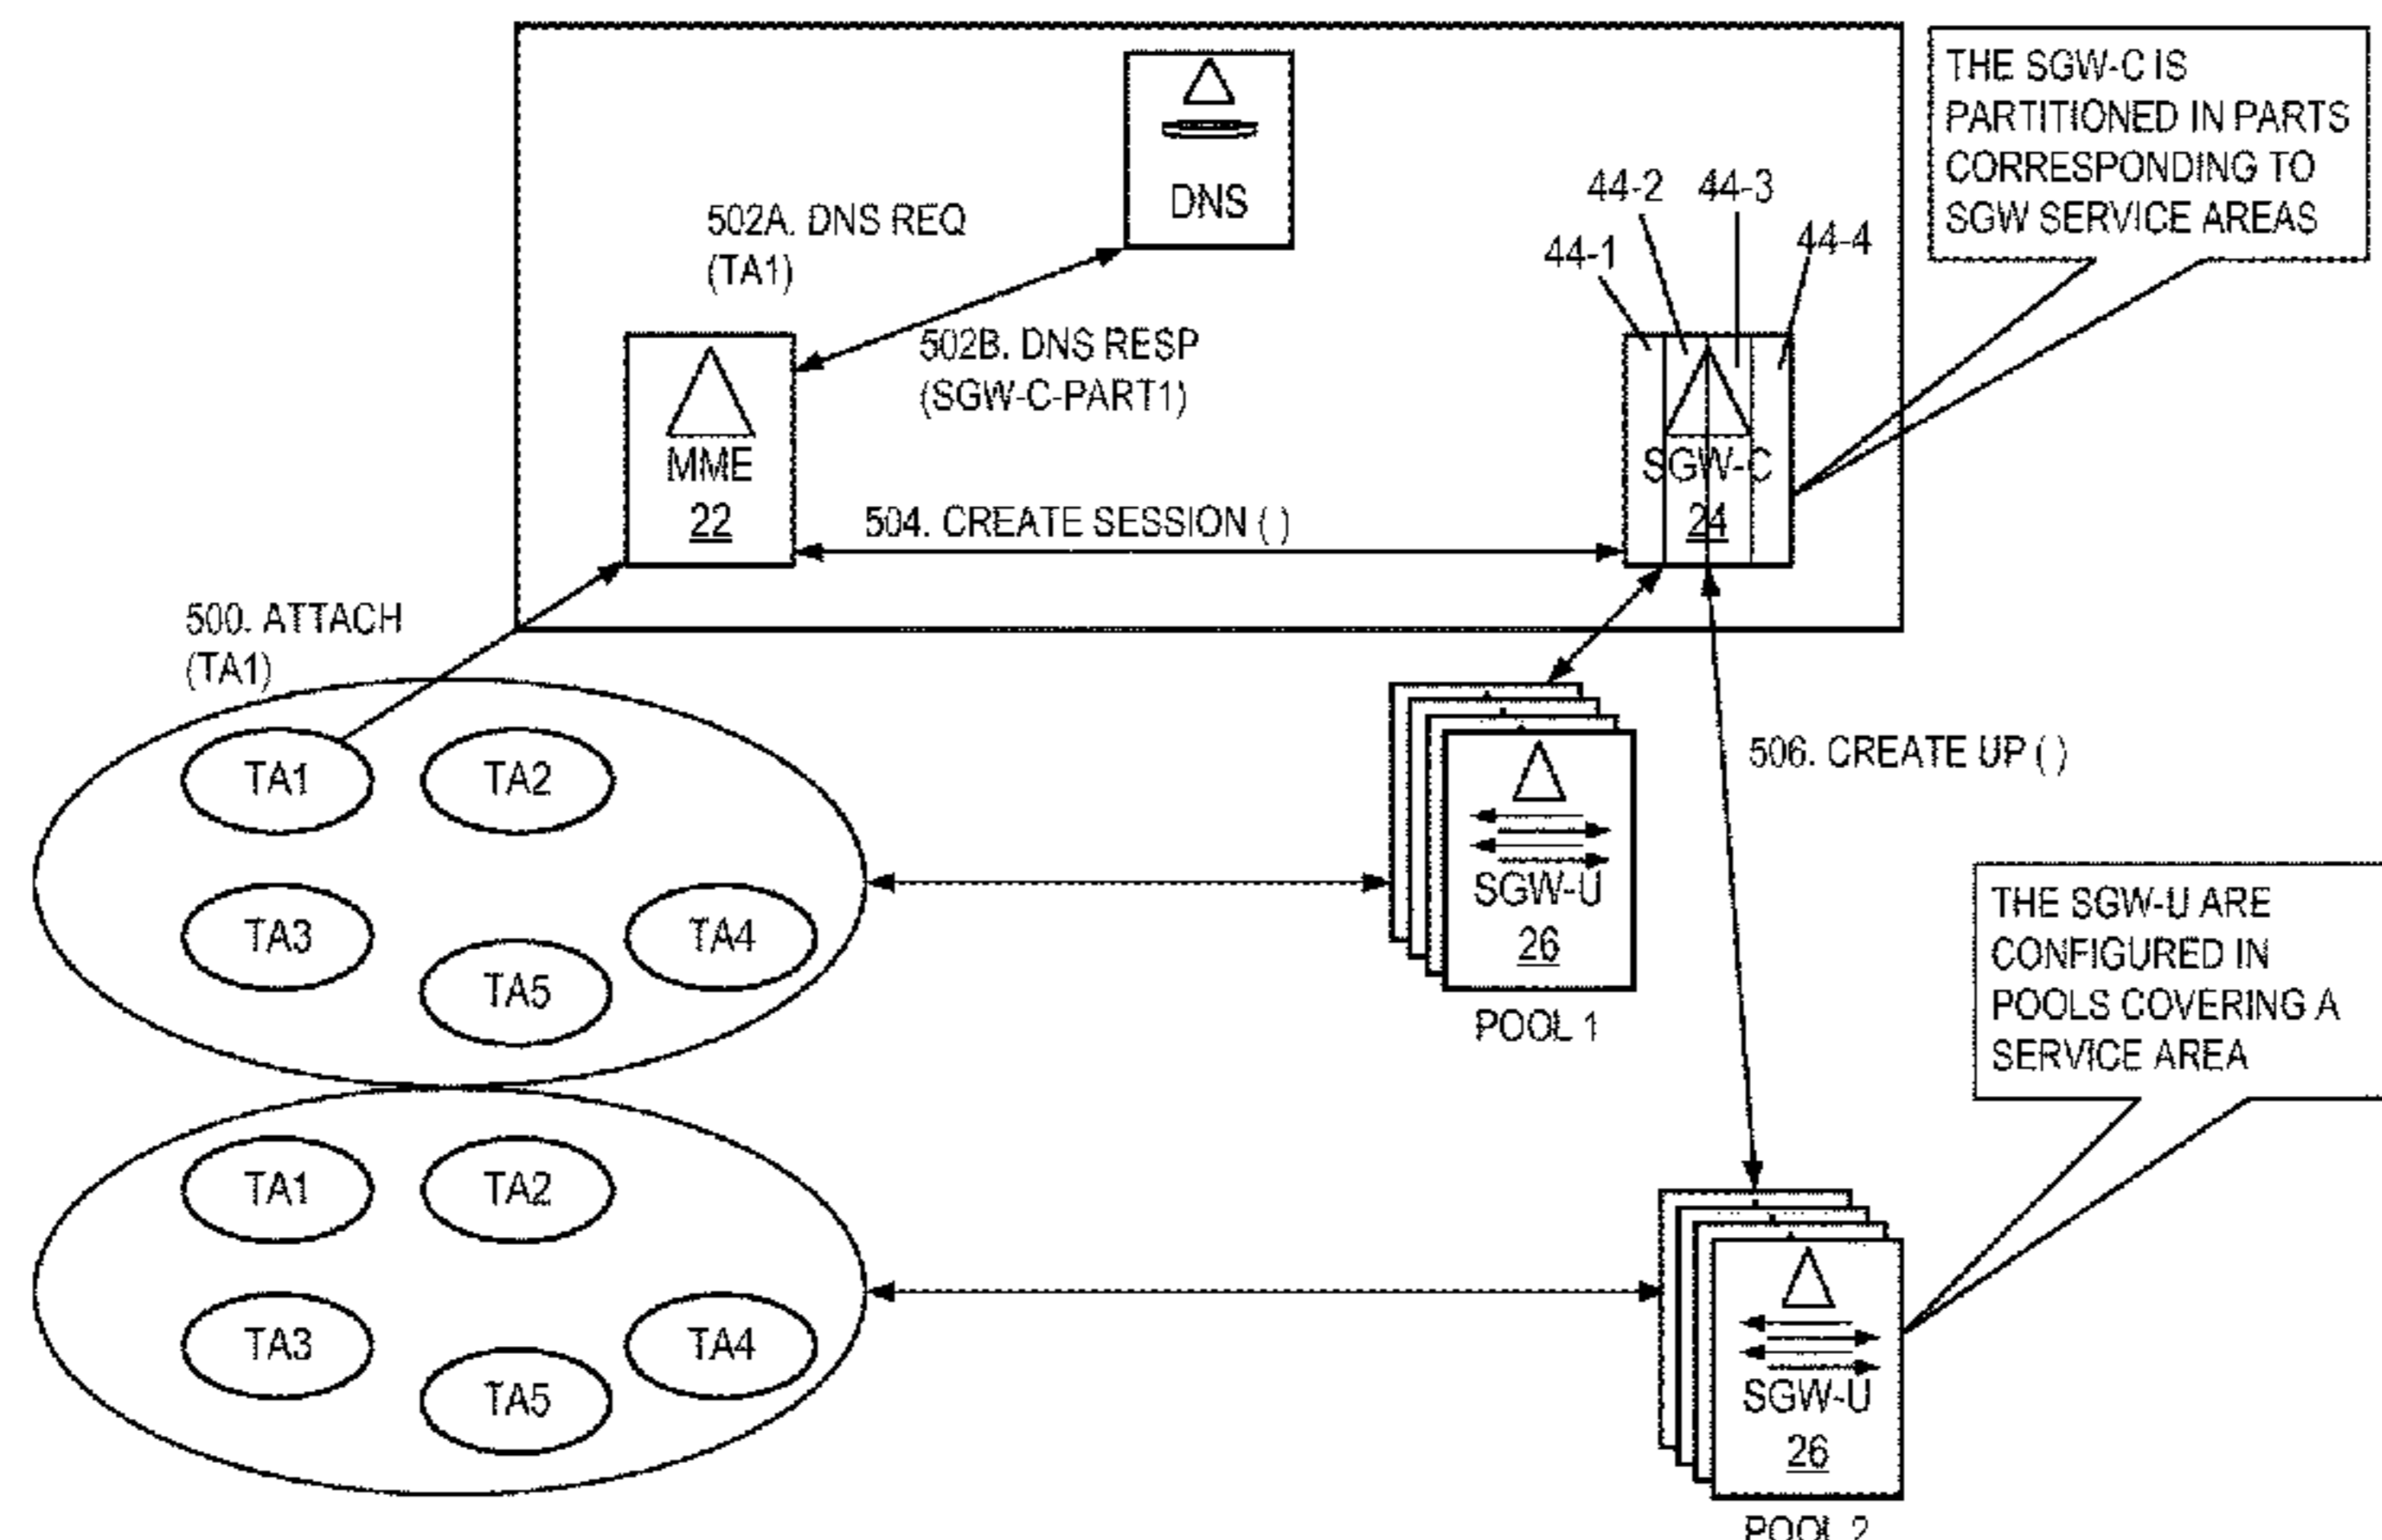 THE SGW-C IS
PARTITIONED IN PARTS
CORRESPONDING TO
SGW SERVICE AREAS
DNS
44-2
44-3
44-1
44-4
502A. DNS REQ
(TA1)
502B. DNS RESP
(SGW-C-PART1)
MME
22
SGW-C
24
504. CREATE SESSION ( )
500. ATTACH
(TA1)
TA1
TA2
TA3
TA4
TA5
SGW-U
26
POOL 1
506. CREATE UP ( )
THE SGW-U ARE
CONFIGURED IN
POOLS COVERING A
SERVICE AREA
TA1
TA2
TA3
TA4
TA5
SGW-U
26
POOL 2